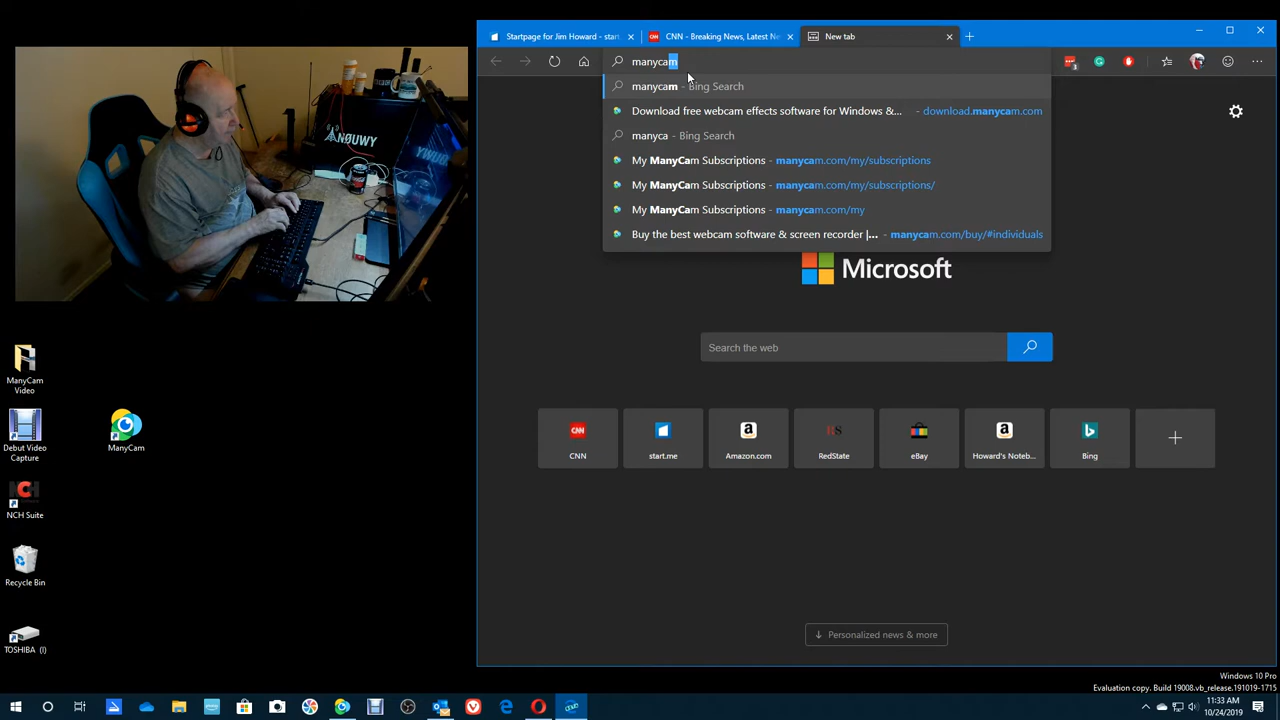 Startpage for Jim Howard - start.
CNN - Breaking News, Latest Ne
New tab
manycam
manycam - Bing Search
Download free webcam effects software for Windows &... - download.manycam.com
manyca - Bing Search
My ManyCam Subscriptions - manycam.com/my/subscriptions
My ManyCam Subscriptions - manycam.com/my/subscriptions/
My ManyCam Subscriptions - manycam.com/my
Buy the best webcam software & screen recorder |... - manycam.com/buy/#individuals
NØUWY
Microsoft
Search the web
CNN
start.me
Amazon.com
RedState
eBay
Howard's Noteb...
Bing
Personalized news & more
ManyCam
Video
Debut Video
Capture
ManyCam
NCH
NCH Suite
Recycle Bin
TOSHIBA (I)
Windows 10 Pro
Evaluation copy. Build 19008.vb_release.191019-1715
11:33 AM
10/24/2019